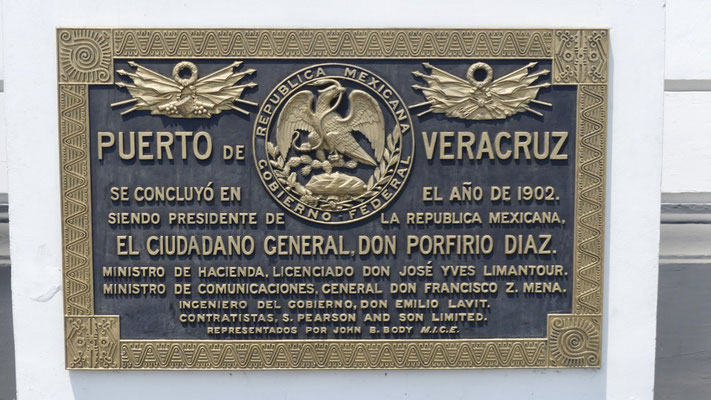 REPUBLICA MEXICANA
GOBIERNO FEDERAL
PUERTO DE VERACRUZ
SE CONCLUYÓ EN EL AÑO DE 1902.
SIENDO PRESIDENTE DE LA REPUBLICA MEXICANA,
EL CIUDADANO GENERAL, DON PORFIRIO DIAZ.
MINISTRO DE HACIENDA, LICENCIADO DON JOSÉ YVES LIMANTOUR.
MINISTRO DE COMUNICACIONES, GENERAL DON FRANCISCO Z. MENA.
INGENIERO DEL GOBIERNO, DON EMILIO LAVIT.
CONTRATISTAS, S. PEARSON AND SON LIMITED.
REPRESENTADOS POR JOHN B. BODY M.I.C.E.